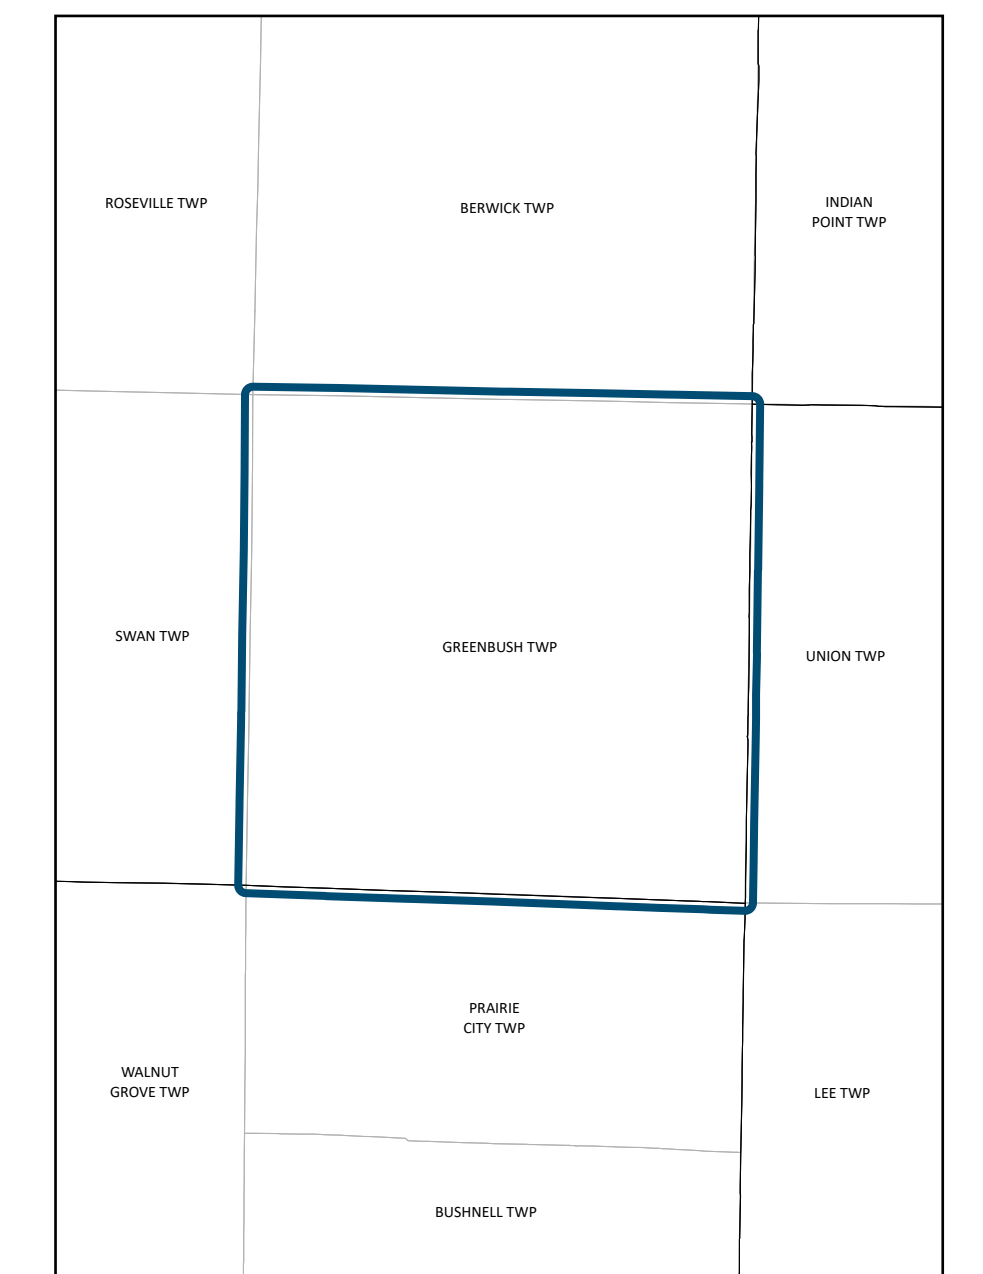 ROSEVILLE TWP
BERWICK TWP
INDIAN
POINT TWP
SWAN TWP
GREENBUSH TWP
UNION TWP
PRAIRIE
CITY TWP
WALNUT
GROVE TWP
LEE TWP
BUSHNELL TWP